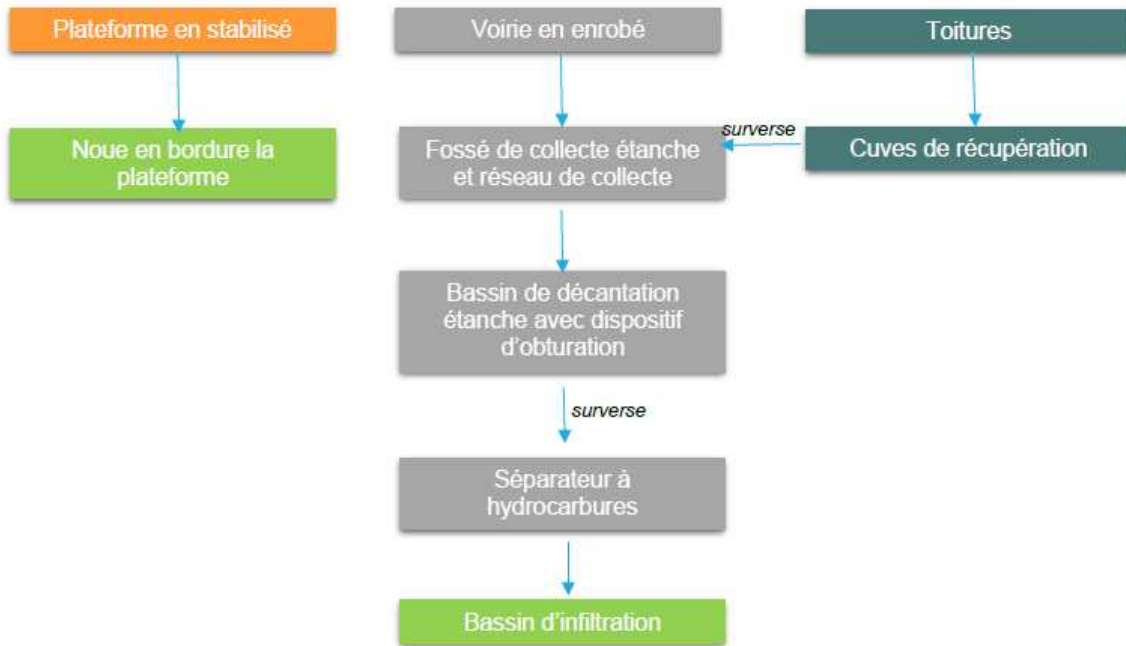 Plateforme en stabilisé
Voirie en enrobé
Toitures
Noue en bordure la
plateforme
Fossé de collecte étanche
et réseau de collecte
surverse
Cuves de récupération
Bassin de décantation
étanche avec dispositif
d'obturation
surverse
Séparateur à
hydrocarbures
Bassin d'infiltration